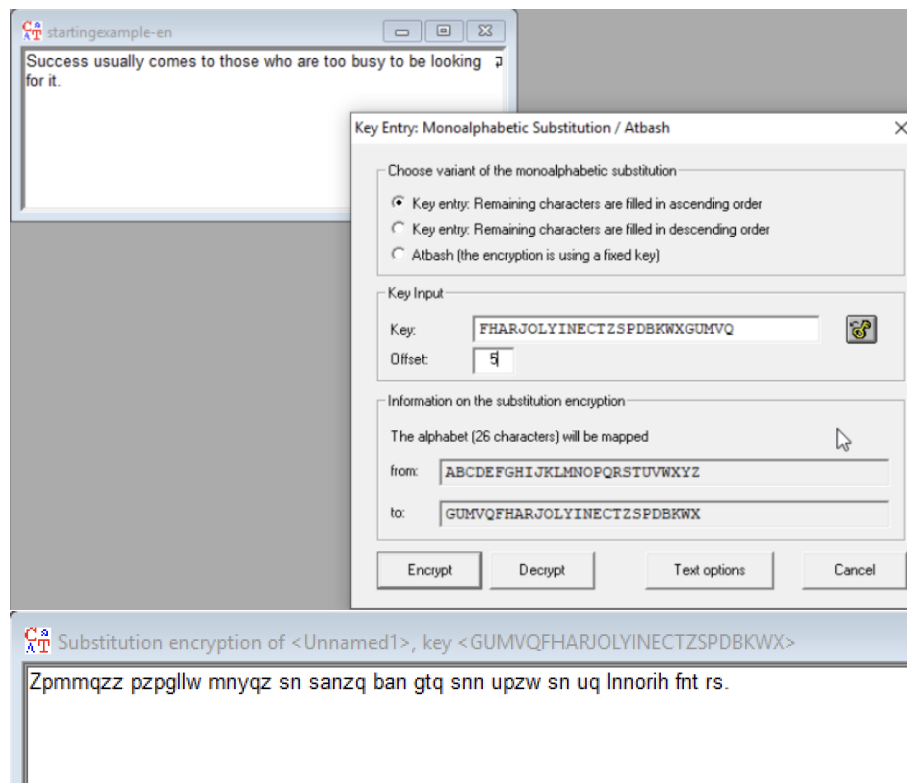 startingexample-en
Success usually comes to those who are too busy to be looking
for it.
Key Entry: Monoalphabetic Substitution / Atbash
Choose variant of the monoalphabetic substitution
Key entry: Remaining characters are filled in ascending order
Key entry: Remaining characters are filled in descending order
Atbash (the encryption is using a fixed key)
Key Input
Key: FHARJOLYINECTZSPDBKWXGUMVQ
Offset: 5
Information on the substitution encryption
The alphabet (26 characters) will be mapped
from: ABCDEFGHIJKLMNOPQRSTUVWXYZ
to: GUMVQFHARJOLYINECTZSPDBKWX
Encrypt Decrypt Text options Cancel
Substitution encryption of <Unnamed1>, key <GUMVQFHARJOLYINECTZSPDBKWX>
Zpmmqzz pzpgllw mnyqz sn sanzq ban gtq snn upzw sn uq lnnorih fnt rs.